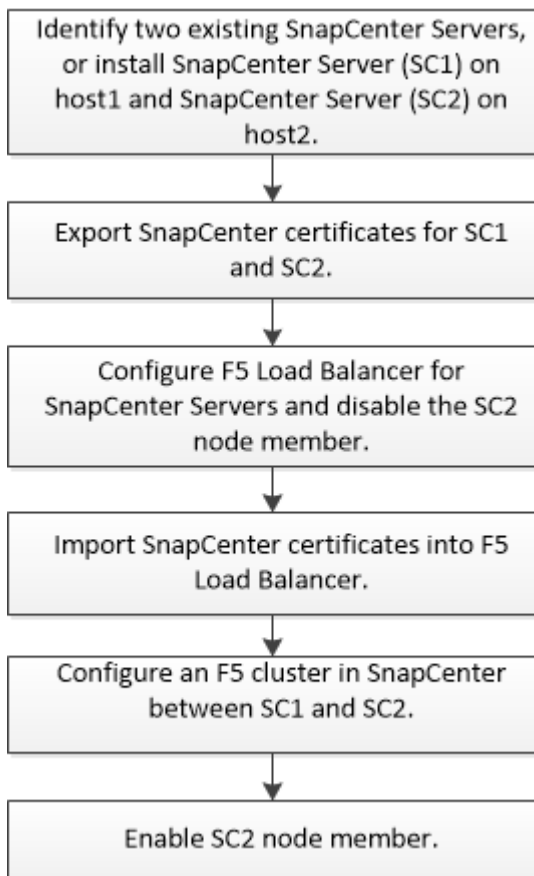 Identify two existing SnapCenter Servers,
or install SnapCenter Server (SC1) on
host1 and SnapCenter Server (SC2) on
host2.
Export SnapCenter certificates for SC1
and SC2.
Configure F5 Load Balancer for
SnapCenter Servers and disable the SC2
node member.
Import SnapCenter certificates into F5
Load Balancer.
Configure an F5 cluster in SnapCenter
between SC1 and SC2.
Enable SC2 node member.